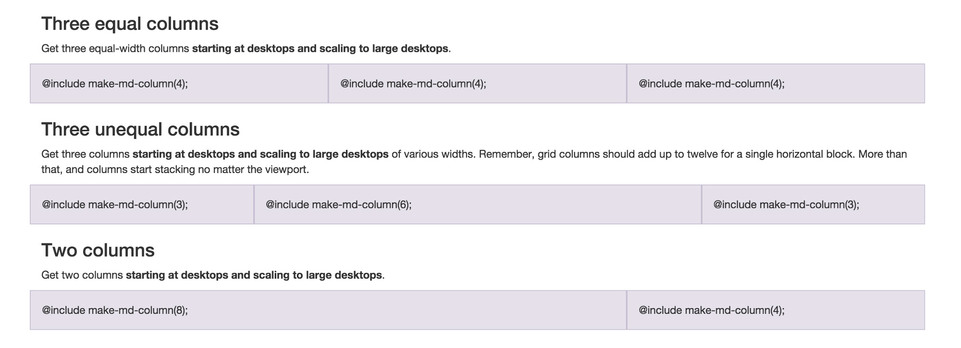 Three equal columns
Get three equal-width columns starting at desktops and scaling to large desktops.
@include make-md-column(4); @include make-md-column(4); @include make-md-column(4);
Three unequal columns
Get three columns starting at desktops and scaling to large desktops of various widths. Remember, grid columns should add up to twelve for a single horizontal block. More than
that, and columns start stacking no matter the viewport.
@include make-md-column(3); @include make-md-column(6); @include make-md-column(3);
Two columns
Get two columns starting at desktops and scaling to large desktops.
@include make-md-column(8); @include make-md-column(4);